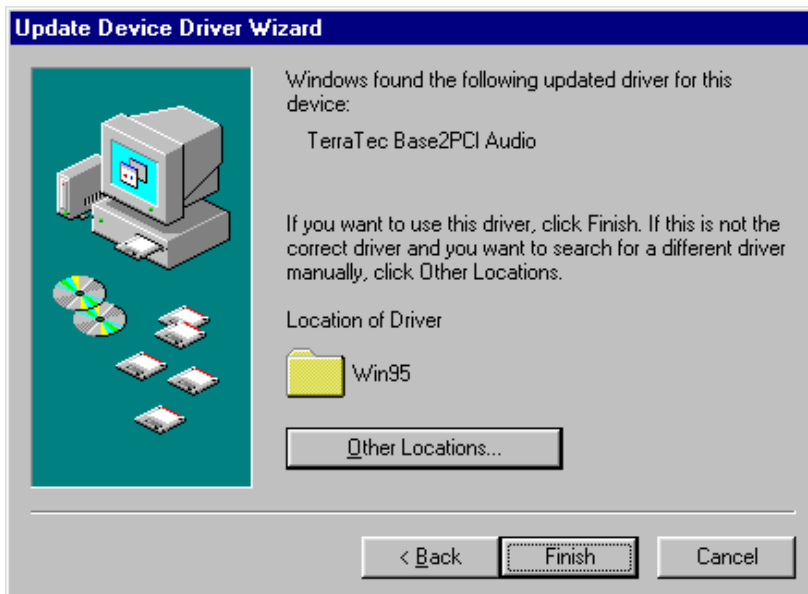 Update Device Driver Wizard
Windows found the following updated driver for this
device:
TerraTec Base2PCI Audio
If you want to use this driver, click Finish. If this is not the
correct driver and you want to search for a different driver
manually, click Other Locations.
Location of Driver
Win95
Other Locations...
< Back
Finish
Cancel